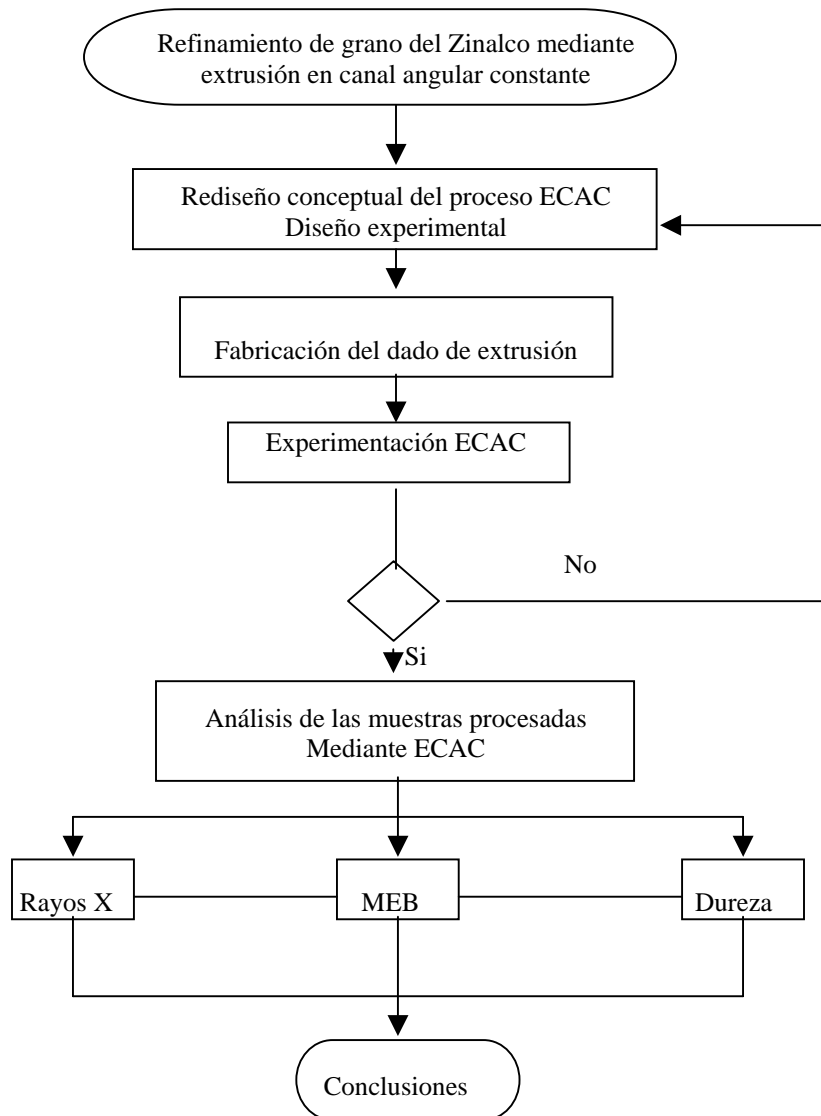 Refinamiento de grano del Zinalco mediante
extrusión en canal angular constante
Rediseño conceptual del proceso ECAC
Diseño experimental
Fabricación del dado de extrusión
Experimentación ECAC
No
Si
Análisis de las muestras procesadas
Mediante ECAC
Rayos X
MEB
Dureza
Conclusiones